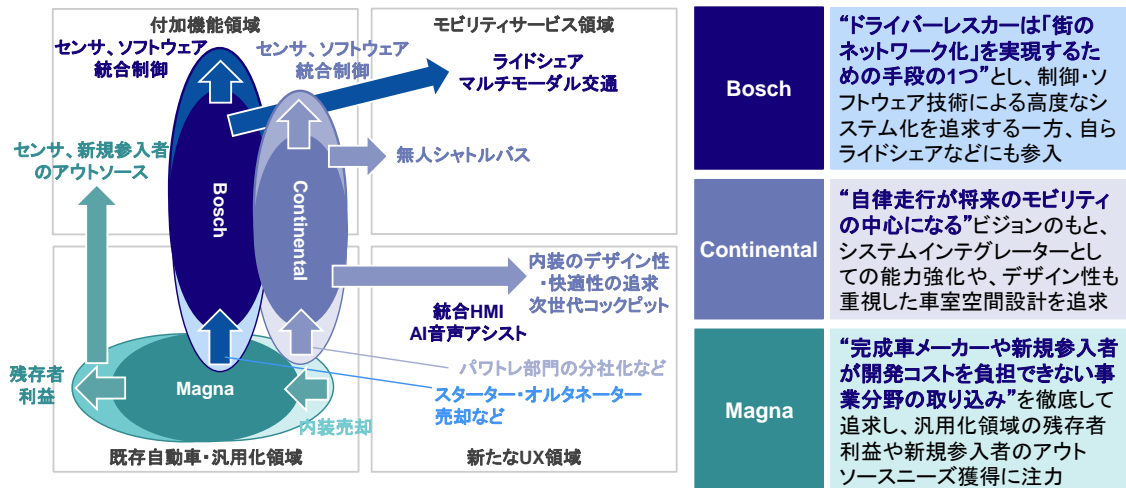 付加機能領域
モビリティサービス領域
センサ、ソフトウェア
統合制御
センサ、ソフトウェア
統合制御
ライドシェア
マルチモーダル交通
センサ、新規参入者
のアウトソース
無人シャトルバス
Bosch
Continental
内装のデザイン性
・快適性の追求
次世代コックピット
統合HMI
AI音声アシスト
残存者
利益
Magna
パワトレ部門の分社化など
スターター・オルタネーター
売却など
内装売却
既存自動車・汎用化領域
新たなUX領域
Bosch
“ドライバーレスカーは「街の
ネットワーク化」を実現するた
めの手段の1つ”とし、制御・ソ
フトウェア技術による高度なシ
ステム化を追求する一方、自ら
ライドシェアなどにも参入
Continental
“自律走行が将来のモビリティ
の中心になる”ビジョンのもと、
システムインテグレーターとし
ての能力強化や、デザイン性も
重視した車室空間設計を追求
Magna
“完成車メーカーや新規参入者
が開発コストを負担できない事
業分野の取り込み”を徹底して
追求し、汎用化領域の残存者
利益や新規参入者のアウト
ソースニーズ獲得に注力